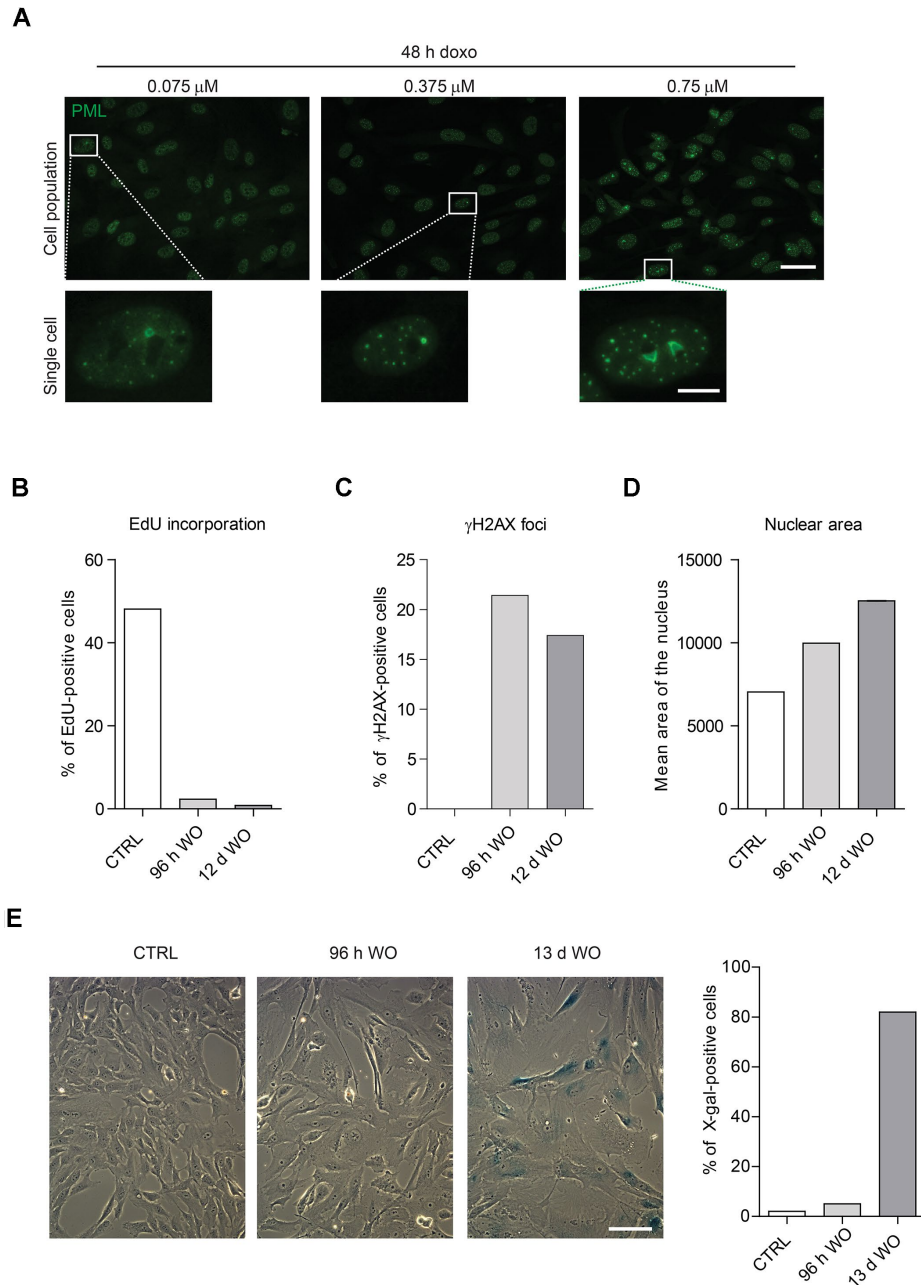 A
48 h doxo
0.075 μM
0.375 μM
0.75 μM
PML
Cell population
Single cell
B
EdU incorporation
% of EdU-positive cells
60
40
20
0
CTRL
96 h WO
12 d WO
C
γH2AX foci
% of γH2AX-positive cells
25
20
15
10
5
0
CTRL
96 h WO
12 d WO
D
Nuclear area
Mean area of the nucleus
15000
10000
5000
0
CTRL
96 h WO
12 d WO
E
CTRL
96 h WO
13 d WO
% of X-gal-positive cells
100
80
60
40
20
0
CTRL
96 h WO
13 d WO